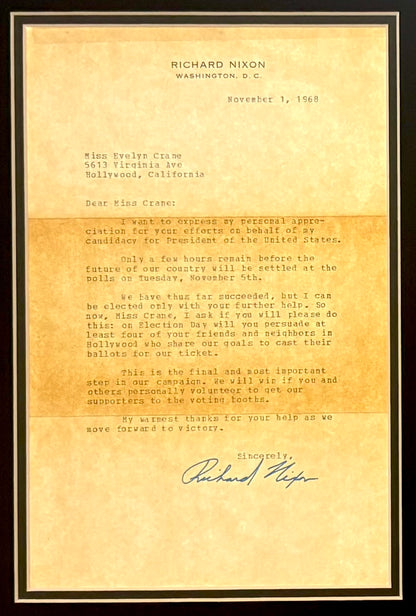 RICHARD NIXON
WASHINGTON, D. C.
November 1, 1968
Miss Evelyn Crane
5613 Virginia Ave
Hollywood, California
Dear Miss Crane:
I want to express my personal appre-
ciation for your efforts on behalf of my
candidacy for President of the United States.
Only a few hours remain before the
future of our country will be settled at the
polls on Tuesday, November 5th.
We have thus far succeeded, but I can
be elected only with your further help. So
now, Miss Crane, I ask if you will please do
this: on Election Day will you persuade at
least four of your friends and neighbors in
Hollywood who share our goals to cast their
ballots for our ticket.
This is the final and most important
step in our campaign. We will win if you and
others personally volunteer to get our
supporters to the voting booths.
My warmest thanks for your help as we
move forward to victory.
Sincerely,
Richard Nixon